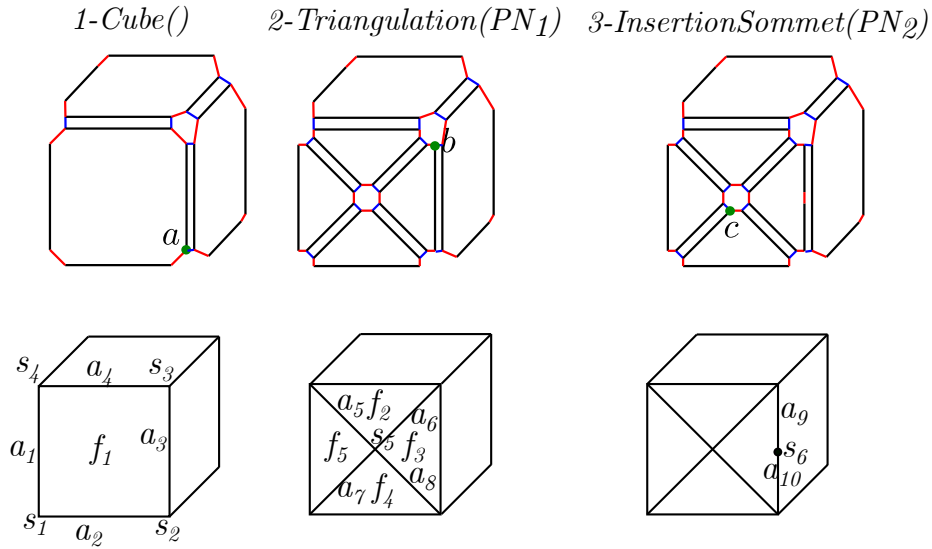 1-Cube() 2-Triangulation(PN1) 3-InsertionSommet(PN2)
a b c
s4 a4 s3
a1 f1 a3
s1 a2 s2
a5 f2 a6
f5 s5 f3
a7 f4 a8
a9
s6
a10